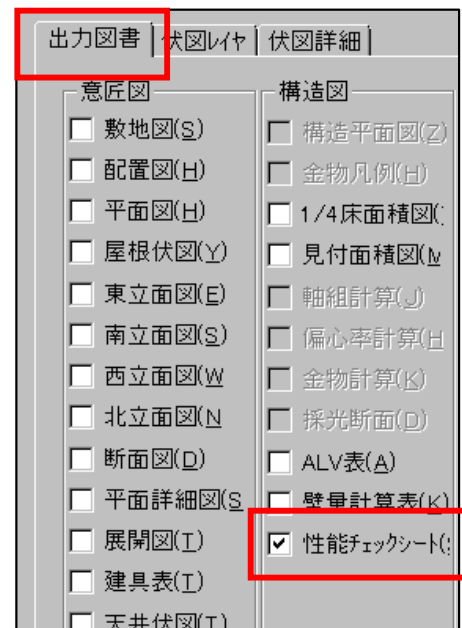 出力図書 伏図レイヤ 伏図詳細
意匠図
敷地図(S)
配置図(H)
平面図(H)
屋根伏図(Y)
東立面図(E)
南立面図(S)
西立面図(W
北立面図(N
断面図(D)
平面詳細図(S
展開図(T)
建具表(T)
天井伏図(T)
構造図
構造平面図(Z)
金物凡例(H)
1/4床面積図(
見付面積図(M
軸組計算(J)
偏心率計算(H
金物計算(K)
採光断面(D)
ALV表(A)
壁量計算表(K)
性能チェックシート(